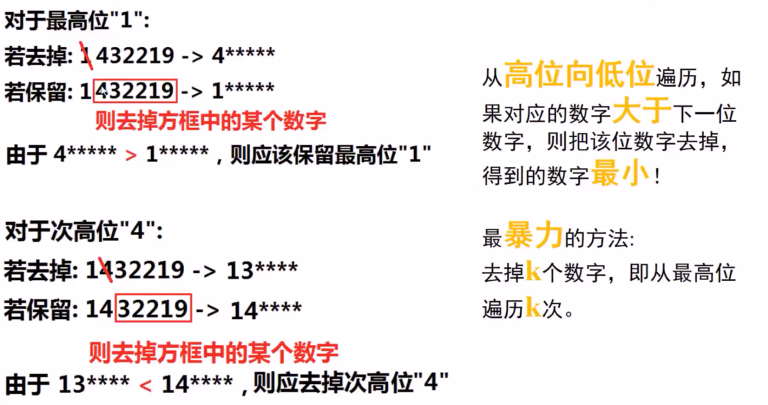 对于最高位"1":
若去掉: 1 432219 -> 4*****
若保留: 1 432219 -> 1*****
则去掉方框中的某个数字
由于 4***** > 1***** , 则应该保留最高位"1"
对于次高位"4":
若去掉: 1432219 -> 13****
若保留: 14 32219 -> 14****
则去掉方框中的某个数字
由于 13**** < 14**** , 则应去掉次高位"4"
从高位向低位遍历，如
果对应的数字大于下一位
数字，则把该位数字去掉，
得到的数字最小！
最暴力的方法:
去掉k个数字，即从最高位
遍历k次。